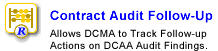 R
Contract Audit Follow-Up
Allows DCMA to Track Follow-up
Actions on DCAA Audit Findings.